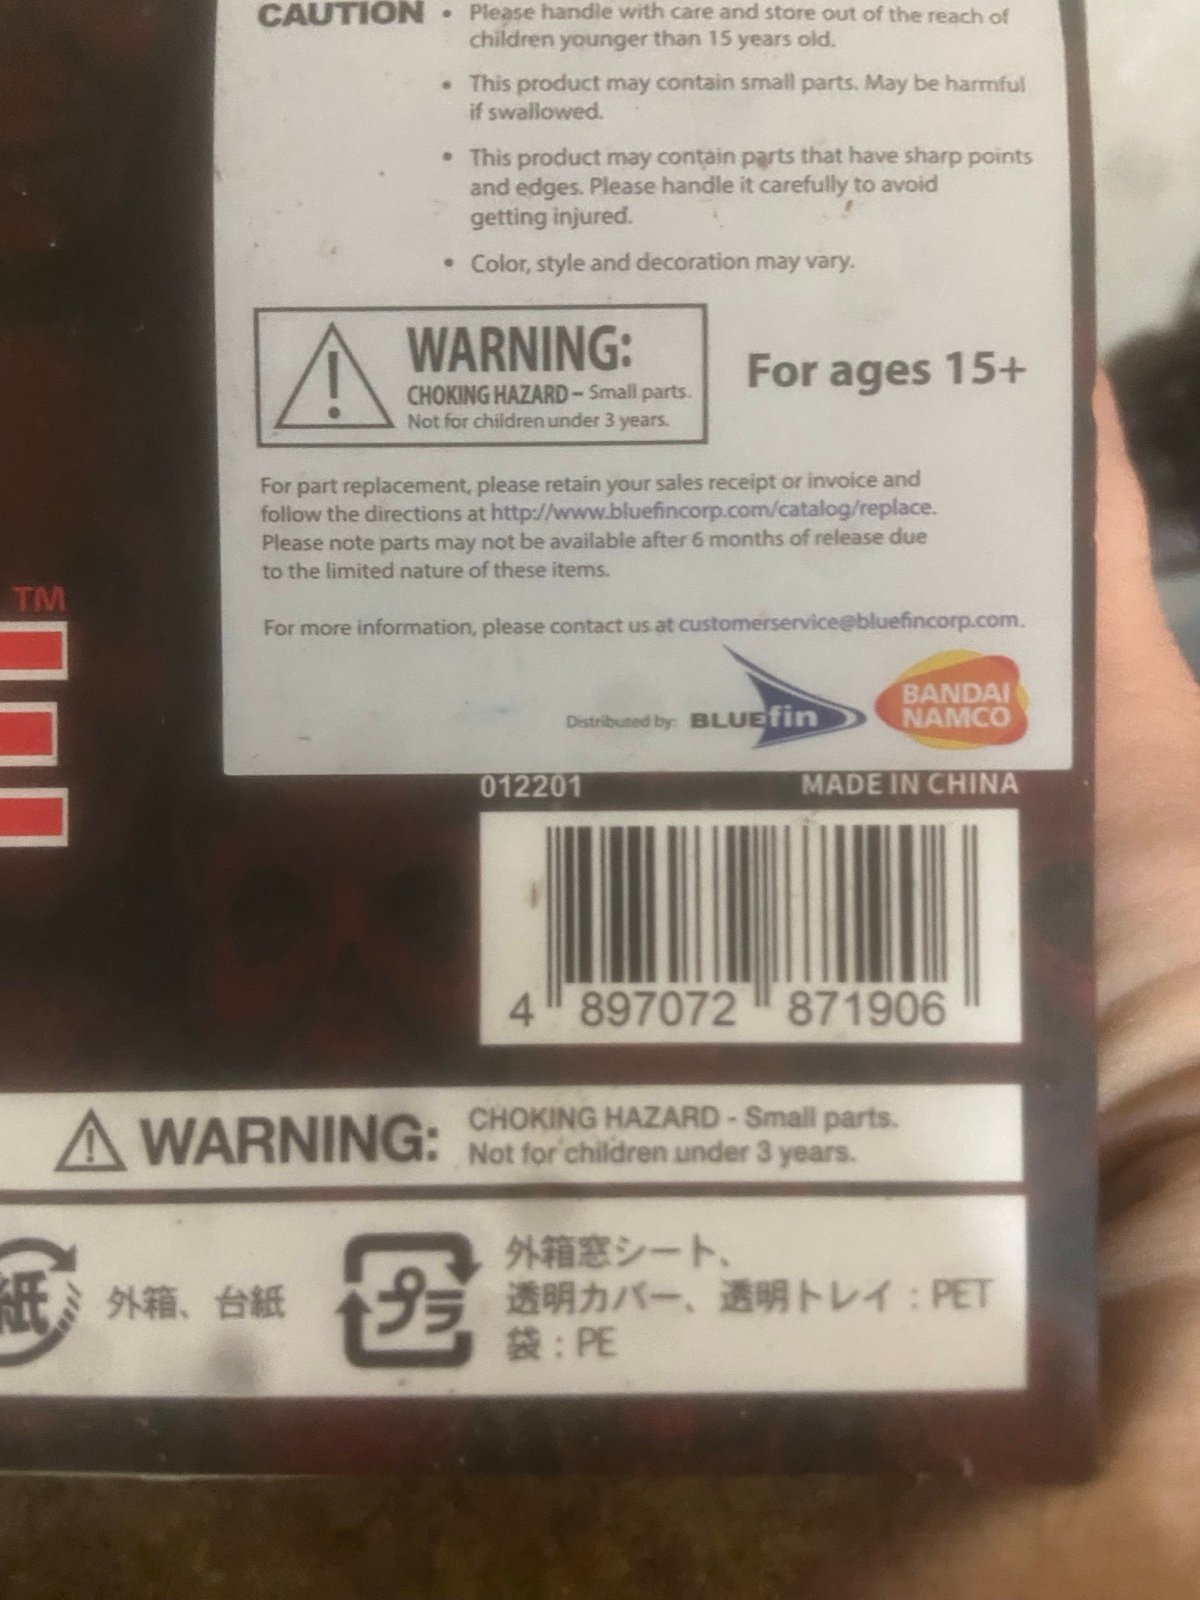 CAUTION • Please handle with care and store out of the reach of
children younger than 15 years old.
• This product may contain small parts. May be harmful
if swallowed.
• This product may contain parts that have sharp points
and edges. Please handle it carefully to avoid
getting injured.
• Color, style and decoration may vary.
WARNING:
CHOKING HAZARD – Small parts.
Not for children under 3 years.
For ages 15+
For part replacement, please retain your sales receipt or invoice and
follow the directions at http://www.bluefincorp.com/catalog/replace.
Please note parts may not be available after 6 months of release due
to the limited nature of these items.
TM
For more information, please contact us at customerservice@bluefincorp.com.
Distributed by: BLUEfin
BANDAI
NAMCO
012201 MADE IN CHINA
4 897072 871906
WARNING:
CHOKING HAZARD - Small parts.
Not for children under 3 years.
紙
外箱、台紙
プラ
外箱窓シート、
透明カバー、透明トレイ：PET
袋：PE